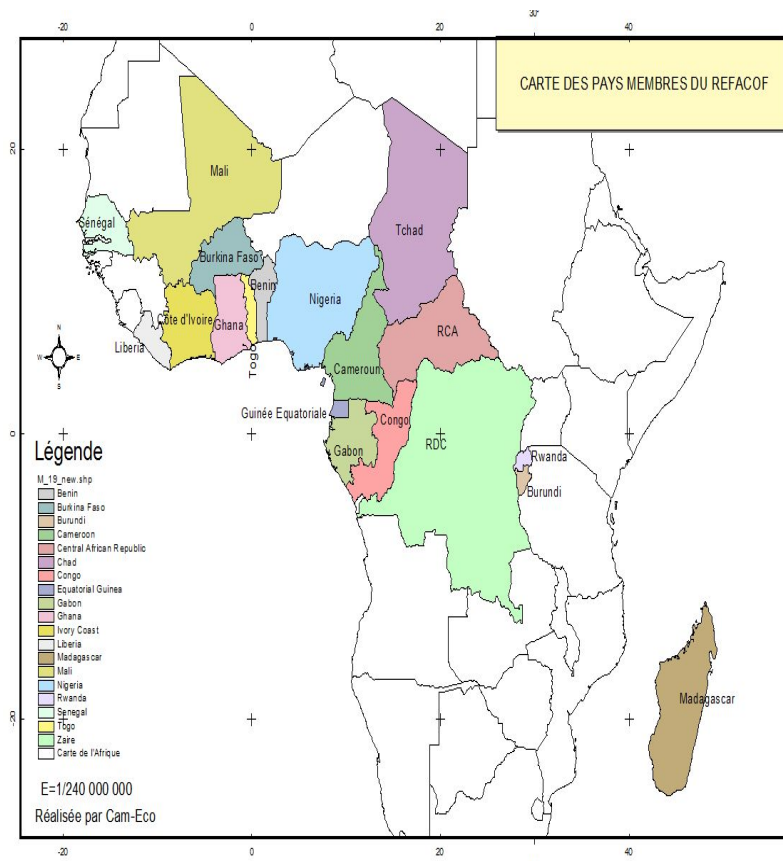 -20
0
20
30°
40
CARTE DES PAYS MEMBRES DU REFACOF
20
Mali
Sénégal
Tchad
Burkina Faso
Benin
Nigeria
Côte d'Ivoire
Ghana
RCA
Liberia
Togo
N
W
E
S
Cameroun
Guinée Equatoriale
Congo
0
Gabon
RDC
Rwanda
Burundi
Légende
M_19_new.shp
Benin
Burkina Faso
Burundi
Cameroon
Central African Republic
Chad
Congo
Equatorial Guinea
Gabon
Ghana
Ivory Coast
Liberia
Madagascar
Mali
Nigeria
Rwanda
Senegal
Togo
Zaire
Carte de l'Afrique
Madagascar
-20
E=1/240 000 000
Réalisée par Cam-Eco
-20
0
20
30
40